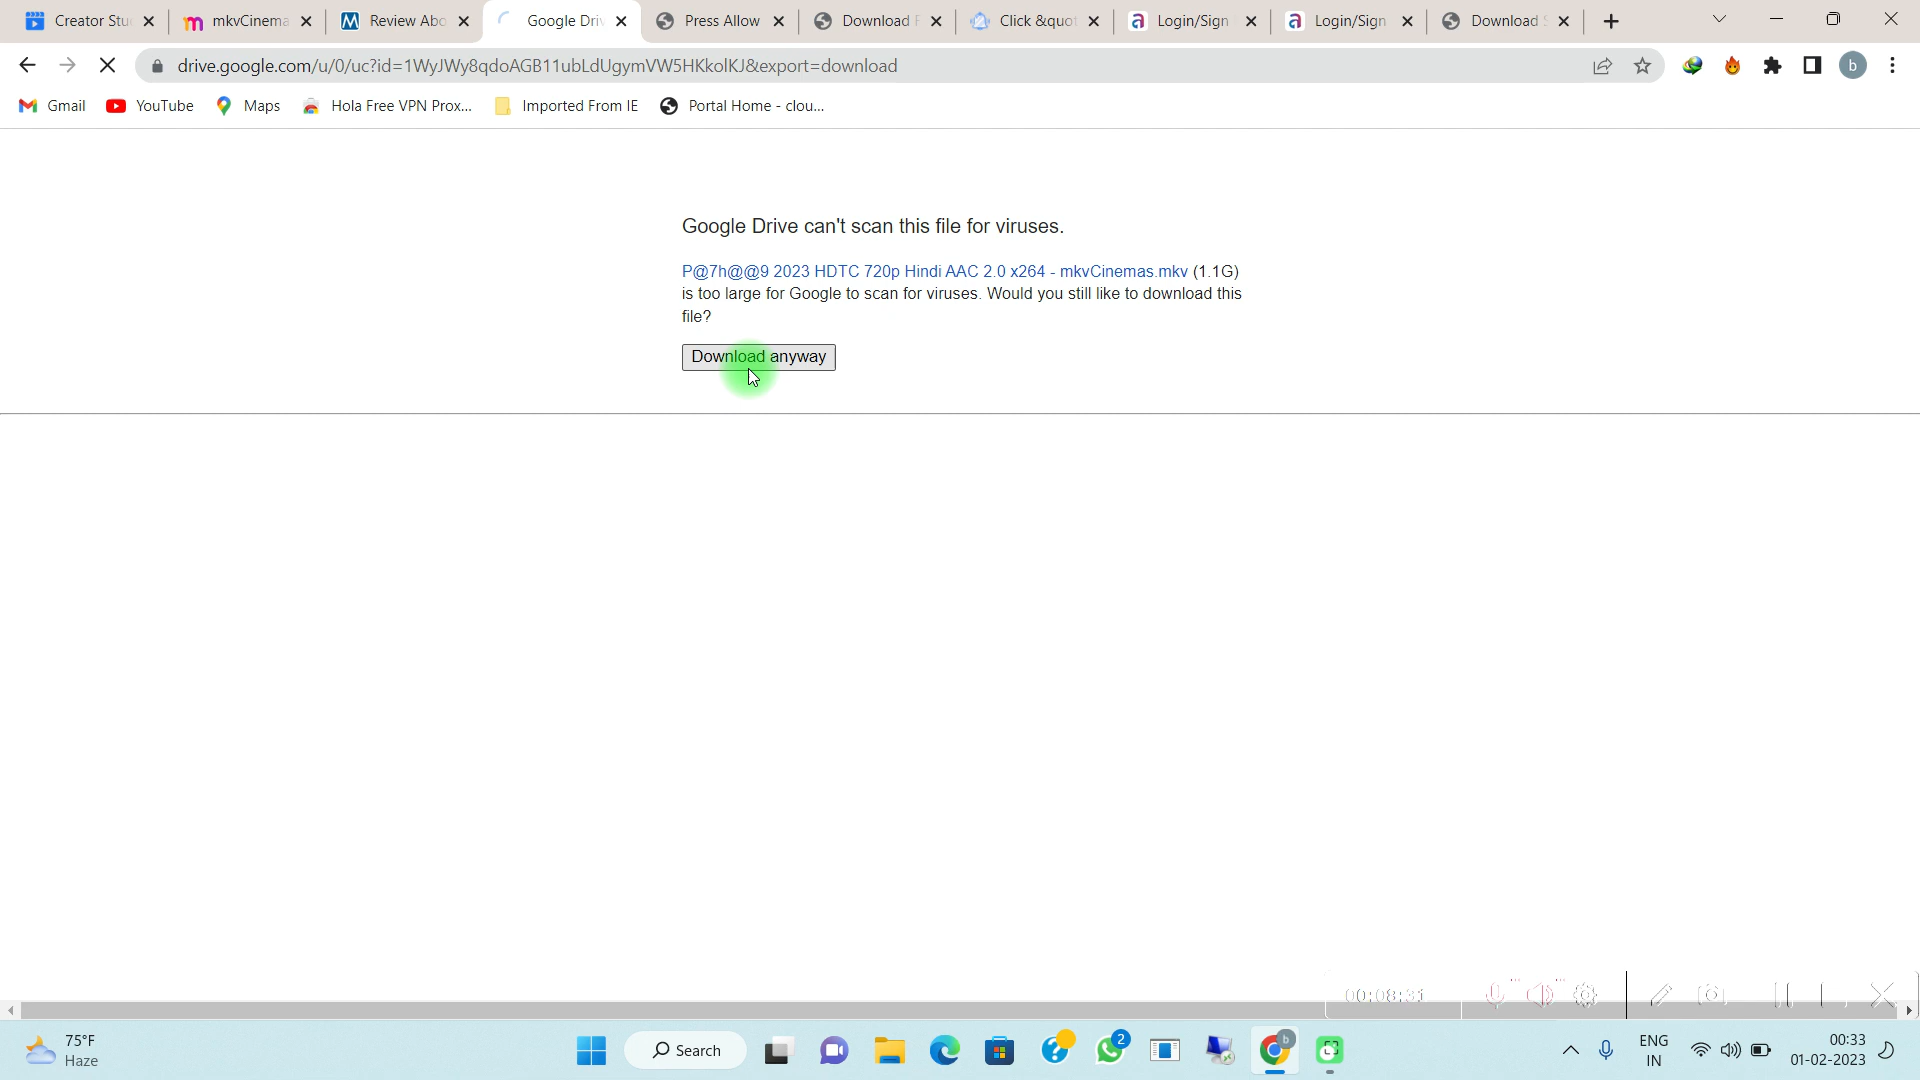 Creator Stu
mkvCinema
Review Abo
Google Driv
Press Allow
Download F
Click &quot
Login/Sign
Login/Sign
Download S
drive.google.com/u/0/uc?id=1WyJWy8qdoAGB11ubLdUgymVW5HKkolKJ&export=download
b
Gmail
YouTube
Maps
Hola Free VPN Prox...
Imported From IE
Portal Home - clou...
Google Drive can't scan this file for viruses.
P@7h@@9 2023 HDTC 720p Hindi AAC 2.0 x264 - mkvCinemas.mkv (1.1G)
is too large for Google to scan for viruses. Would you still like to download this
file?
Download anyway
00:08:31
75°F
Haze
Search
2
b
ENG
IN
00:33
01-02-2023